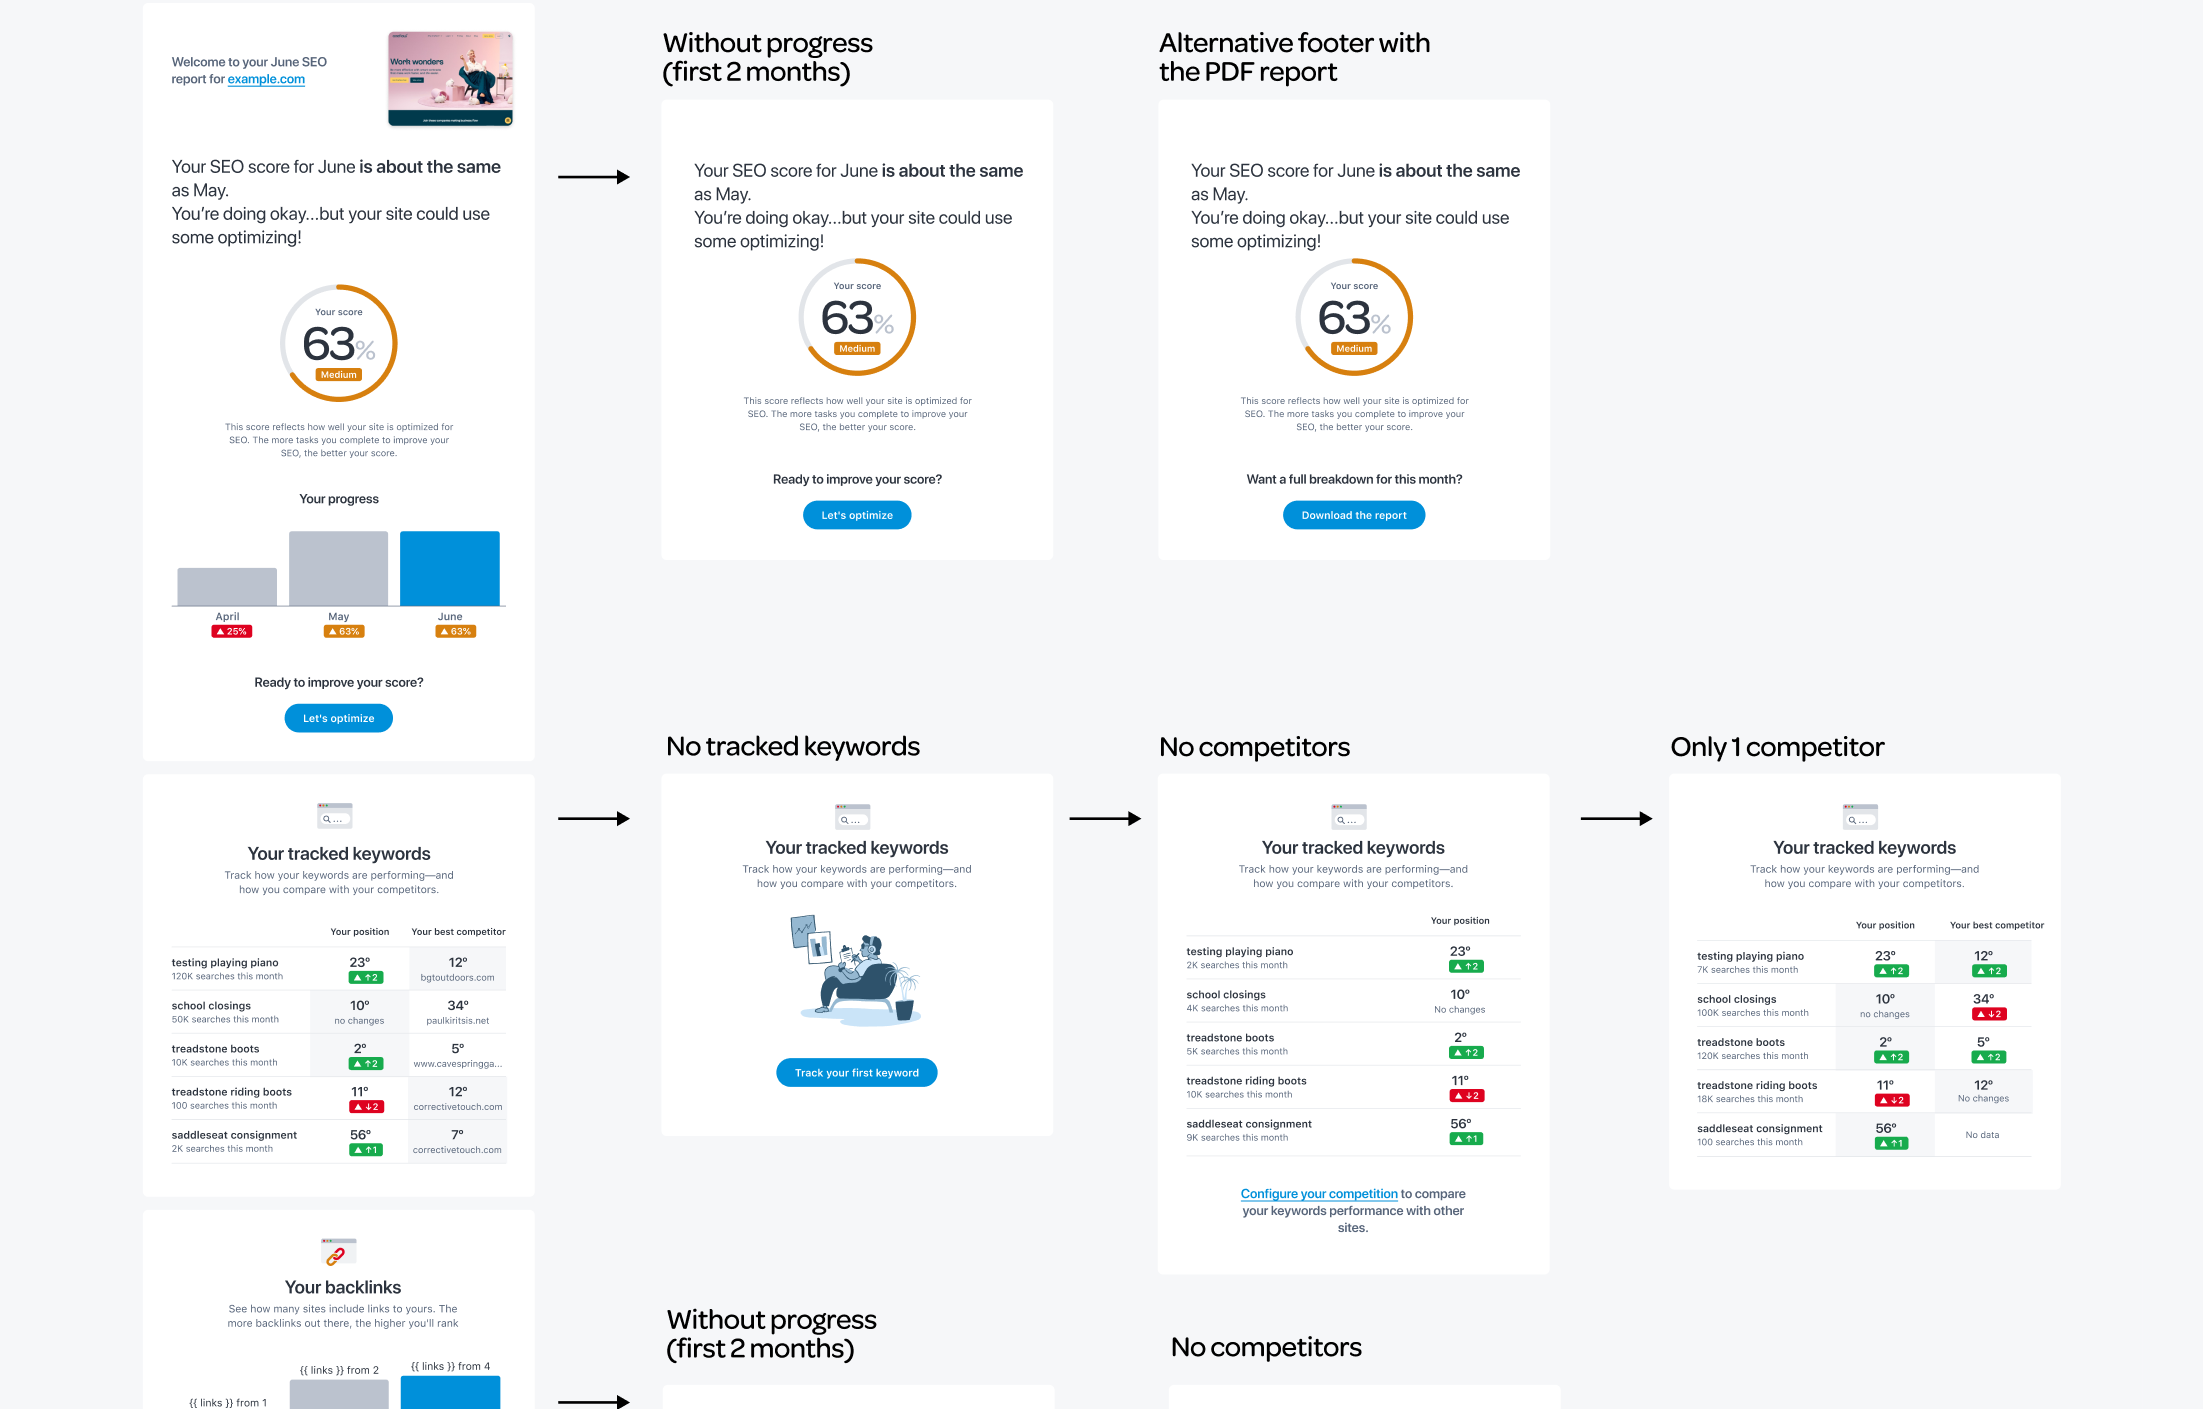 Welcome to your June SEO
report for example.com
Work wonders
Your SEO score for June is about the same
as May.
You're doing okay...but your site could use
some optimizing!
Your score
63%
Medium
This score reflects how well your site is optimized for
SEO. The more tasks you complete to improve your
SEO, the better your score.
Your progress
April
May
June
▲ 25%
▲ 63%
▲ 63%
Ready to improve your score?
Let's optimize
Without progress
(first 2 months)
Your SEO score for June is about the same
as May.
You're doing okay...but your site could use
some optimizing!
Your score
63%
Medium
This score reflects how well your site is optimized for
SEO. The more tasks you complete to improve your
SEO, the better your score.
Ready to improve your score?
Let's optimize
Alternative footer with
the PDF report
Your SEO score for June is about the same
as May.
You're doing okay...but your site could use
some optimizing!
Your score
63%
Medium
This score reflects how well your site is optimized for
SEO. The more tasks you complete to improve your
SEO, the better your score.
Want a full breakdown for this month?
Download the report
Your tracked keywords
Track how your keywords are performing—and
how you compare with your competitors.
Your position Your best competitor
testing playing piano 23º 12º
120K searches this month ▲ ↑2 bgtoutdoors.com
school closings 10º 34º
50K searches this month no changes paulkiritsis.net
treadstone boots 2º 5º
10K searches this month ▲ ↑2 www.cavespringga...
treadstone riding boots 11º 12º
100 searches this month ▲ ↓2 correctivetouch.com
saddleseat consignment 56º 7º
2K searches this month ▲ ↑1 correctivetouch.com
No tracked keywords
Your tracked keywords
Track how your keywords are performing—and
how you compare with your competitors.
Track your first keyword
No competitors
Your tracked keywords
Track how your keywords are performing—and
how you compare with your competitors.
Your position
testing playing piano 23º
2K searches this month ▲ ↑2
school closings 10º
4K searches this month No changes
treadstone boots 2º
5K searches this month ▲ ↑2
treadstone riding boots 11º
10K searches this month ▲ ↓2
saddleseat consignment 56º
9K searches this month ▲ ↑1
Configure your competition to compare
your keywords performance with other
sites.
Only 1 competitor
Your tracked keywords
Track how your keywords are performing—and
how you compare with your competitors.
Your position Your best competitor
testing playing piano 23º 12º
7K searches this month ▲ ↑2 ▲ ↑2
school closings 10º 34º
100K searches this month no changes ▲ ↓2
treadstone boots 2º 5º
120K searches this month ▲ ↑2 ▲ ↑2
treadstone riding boots 11º 12º
18K searches this month ▲ ↓2 No changes
saddleseat consignment 56º
100 searches this month ▲ ↑1 No data
Your backlinks
See how many sites include links to yours. The
more backlinks out there, the higher you'll rank
{{ links }} from 1
{{ links }} from 2
{{ links }} from 4
Without progress
(first 2 months)
No competitors